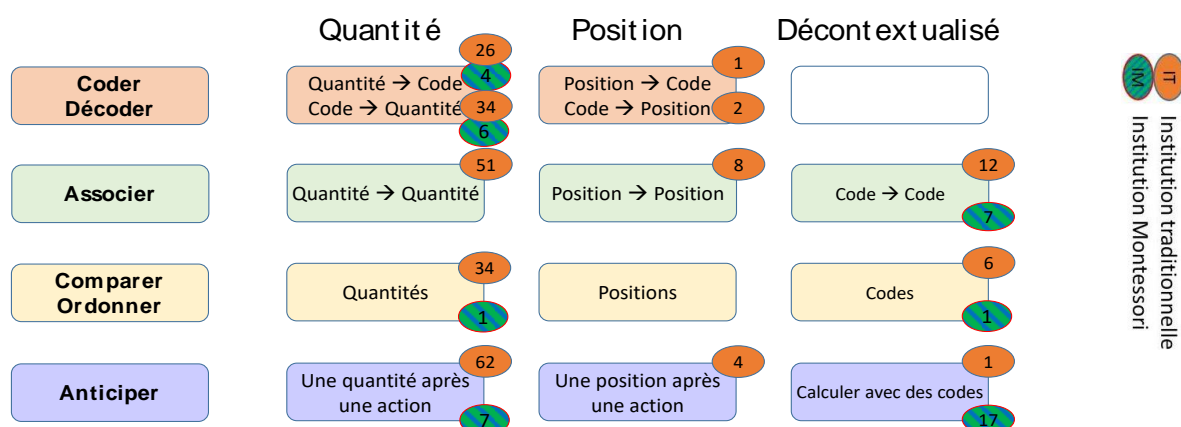 Quantité
Position
Décontextualisé
Coder
Décoder
26
Quantité → Code
4
Code → Quantité
34
6
1
Position → Code
Code → Position
2
Associer
51
Quantité → Quantité
8
Position → Position
12
Code → Code
7
Comparer
Ordonner
34
Quantités
1
Positions
6
Codes
1
Anticiper
62
Une quantité après
une action
7
4
Une position après
une action
1
Calculer avec des codes
17
IT
Institution traditionnelle
IM
Institution Montessori